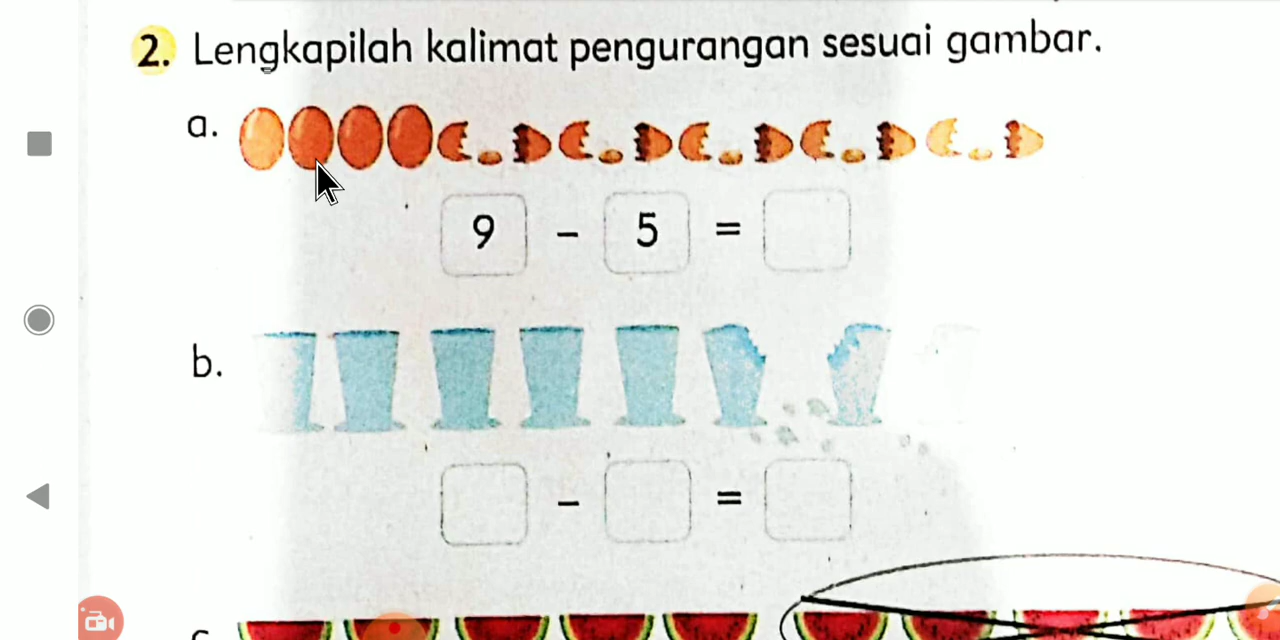 2. Lengkapilah kalimat pengurangan sesuai gambar.
a.
9 - 5 =
b.
- =